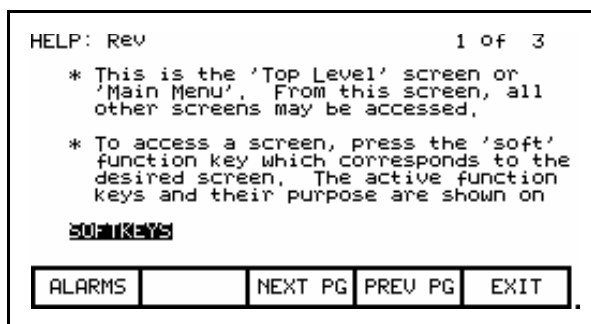 HELP: Rev 1 of 3
* This is the 'Top Level' screen or
'Main Menu'. From this screen, all
other screens may be accessed.
* To access a screen, press the 'soft'
function key which corresponds to the
desired screen. The active function
keys and their purpose are shown on
SOFTKEYS
ALARMS NEXT PG PREV PG EXIT